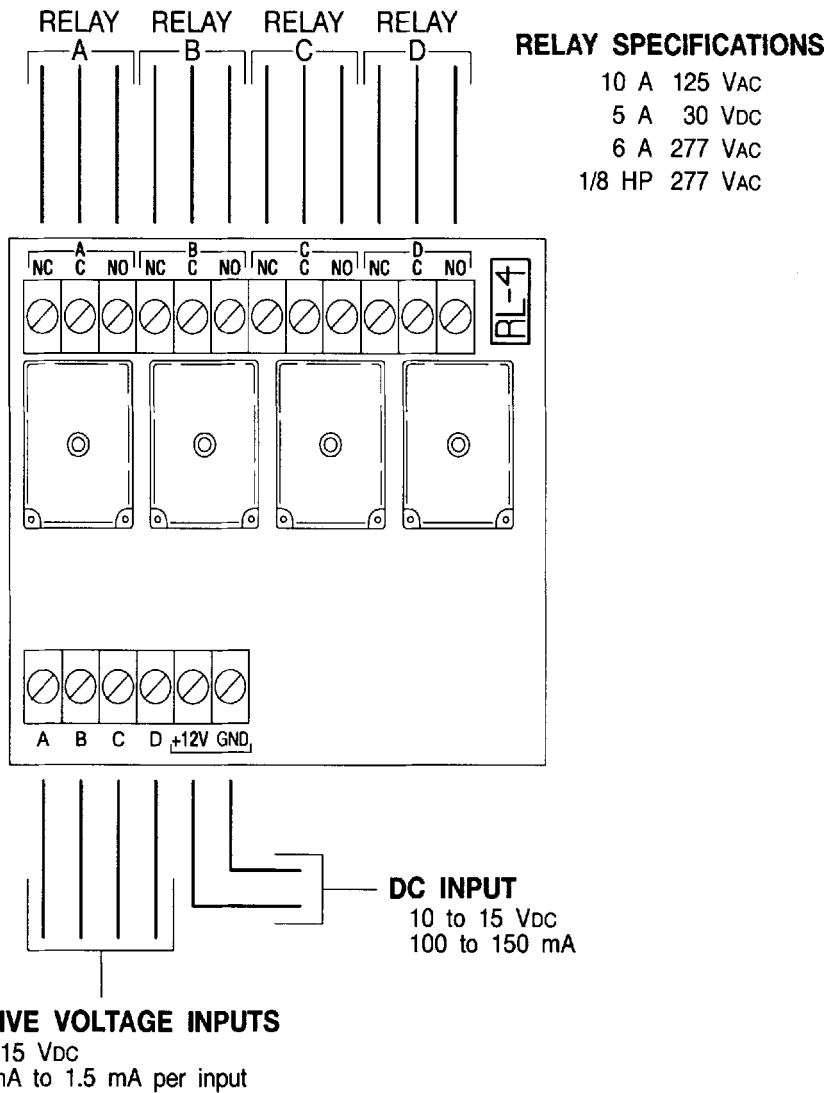 RELAY RELAY RELAY RELAY
A B C D
RELAY SPECIFICATIONS
10 A 125 VAC
5 A 30 VDC
6 A 277 VAC
1/8 HP 277 VAC
A B C D
NC C NO NC C NO NC C NO NC C NO
RL-4
A B C D +12V GND
DC INPUT
10 to 15 VDC
100 to 150 mA
VOLTAGE INPUTS
15 VDC
to 1.5 mA per input